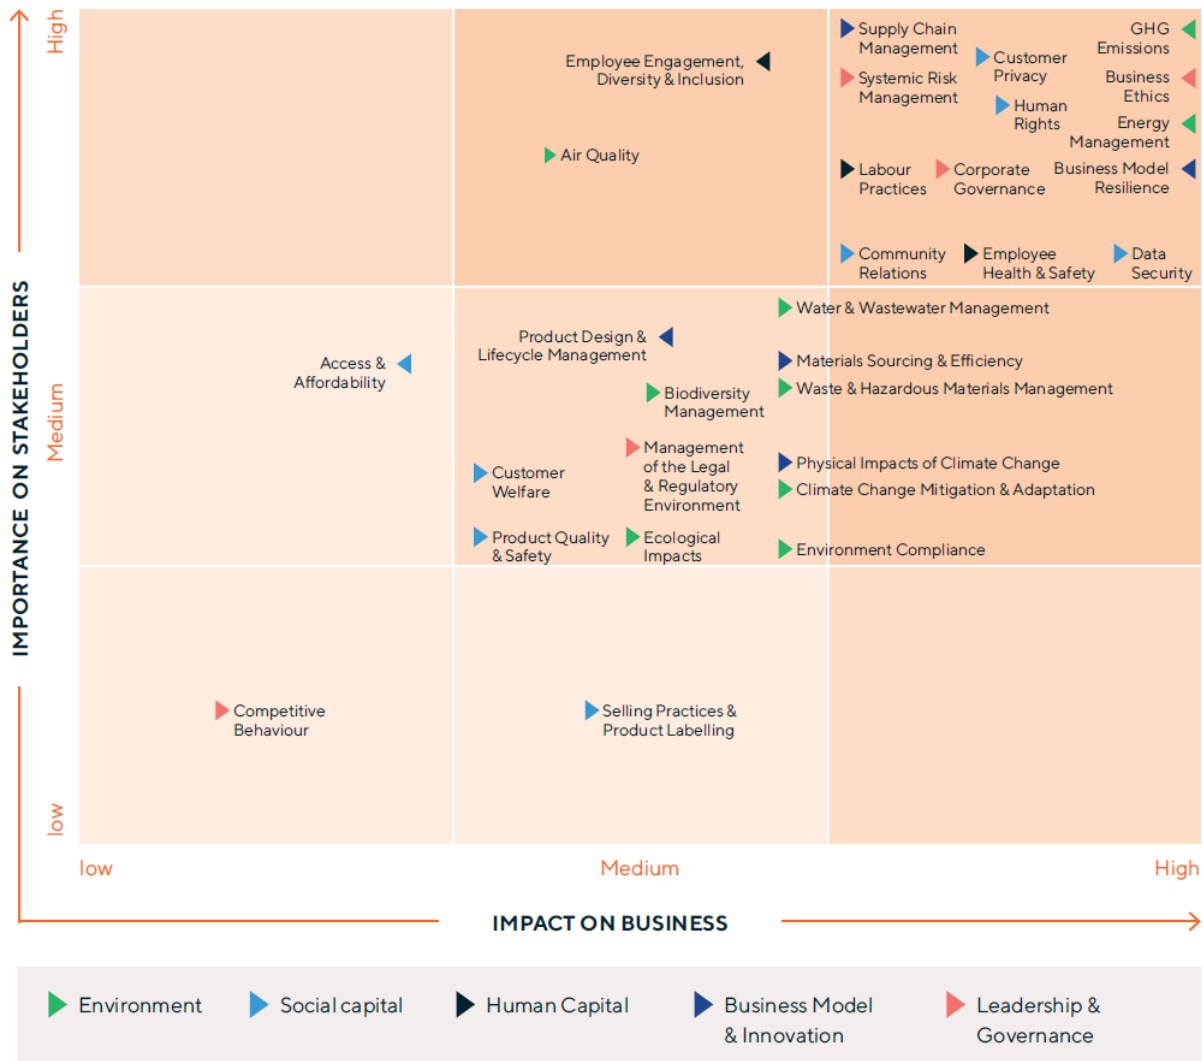 High
Supply Chain
Management
GHG
Emissions
Employee Engagement,
Diversity & Inclusion
Customer
Privacy
Systemic Risk
Management
Business
Ethics
Human
Rights
Energy
Management
Air Quality
Labour
Practices
Corporate
Governance
Business Model
Resilience
Community
Relations
Employee
Health & Safety
Data
Security
IMPORTANCE ON STAKEHOLDERS
Medium
Water & Wastewater Management
Product Design &
Lifecycle Management
Access &
Affordability
Materials Sourcing & Efficiency
Waste & Hazardous Materials Management
Biodiversity
Management
Management
of the Legal
& Regulatory
Environment
Customer
Welfare
Physical Impacts of Climate Change
Climate Change Mitigation & Adaptation
Product Quality
& Safety
Ecological
Impacts
Environment Compliance
Competitive
Behaviour
Selling Practices &
Product Labelling
low
low
Medium
High
IMPACT ON BUSINESS
Environment
Social capital
Human Capital
Business Model
& Innovation
Leadership &
Governance